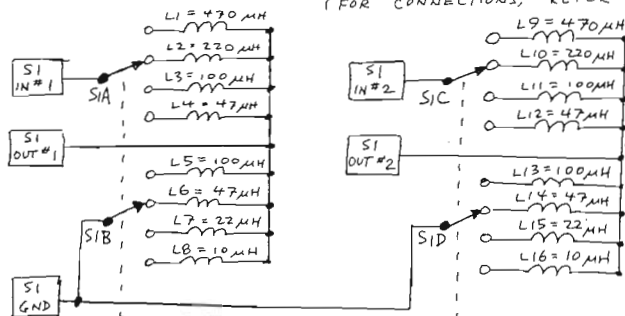 (FOR CONNECTIONS, REFER
L1 = 470 μH
L2 = 220 μH
L3 = 100 μH
L4 = 47 μH
S1 IN #1
S1A
S1 OUT #1
L5 = 100 μH
L6 = 47 μH
L7 = 22 μH
L8 = 10 μH
S1B
S1 GND
L9 = 470 μH
L10 = 220 μH
L11 = 100 μH
L12 = 47 μH
S1 IN #2
S1C
S1 OUT #2
L13 = 100 μH
L14 = 47 μH
L15 = 22 μH
L16 = 10 μH
S1D